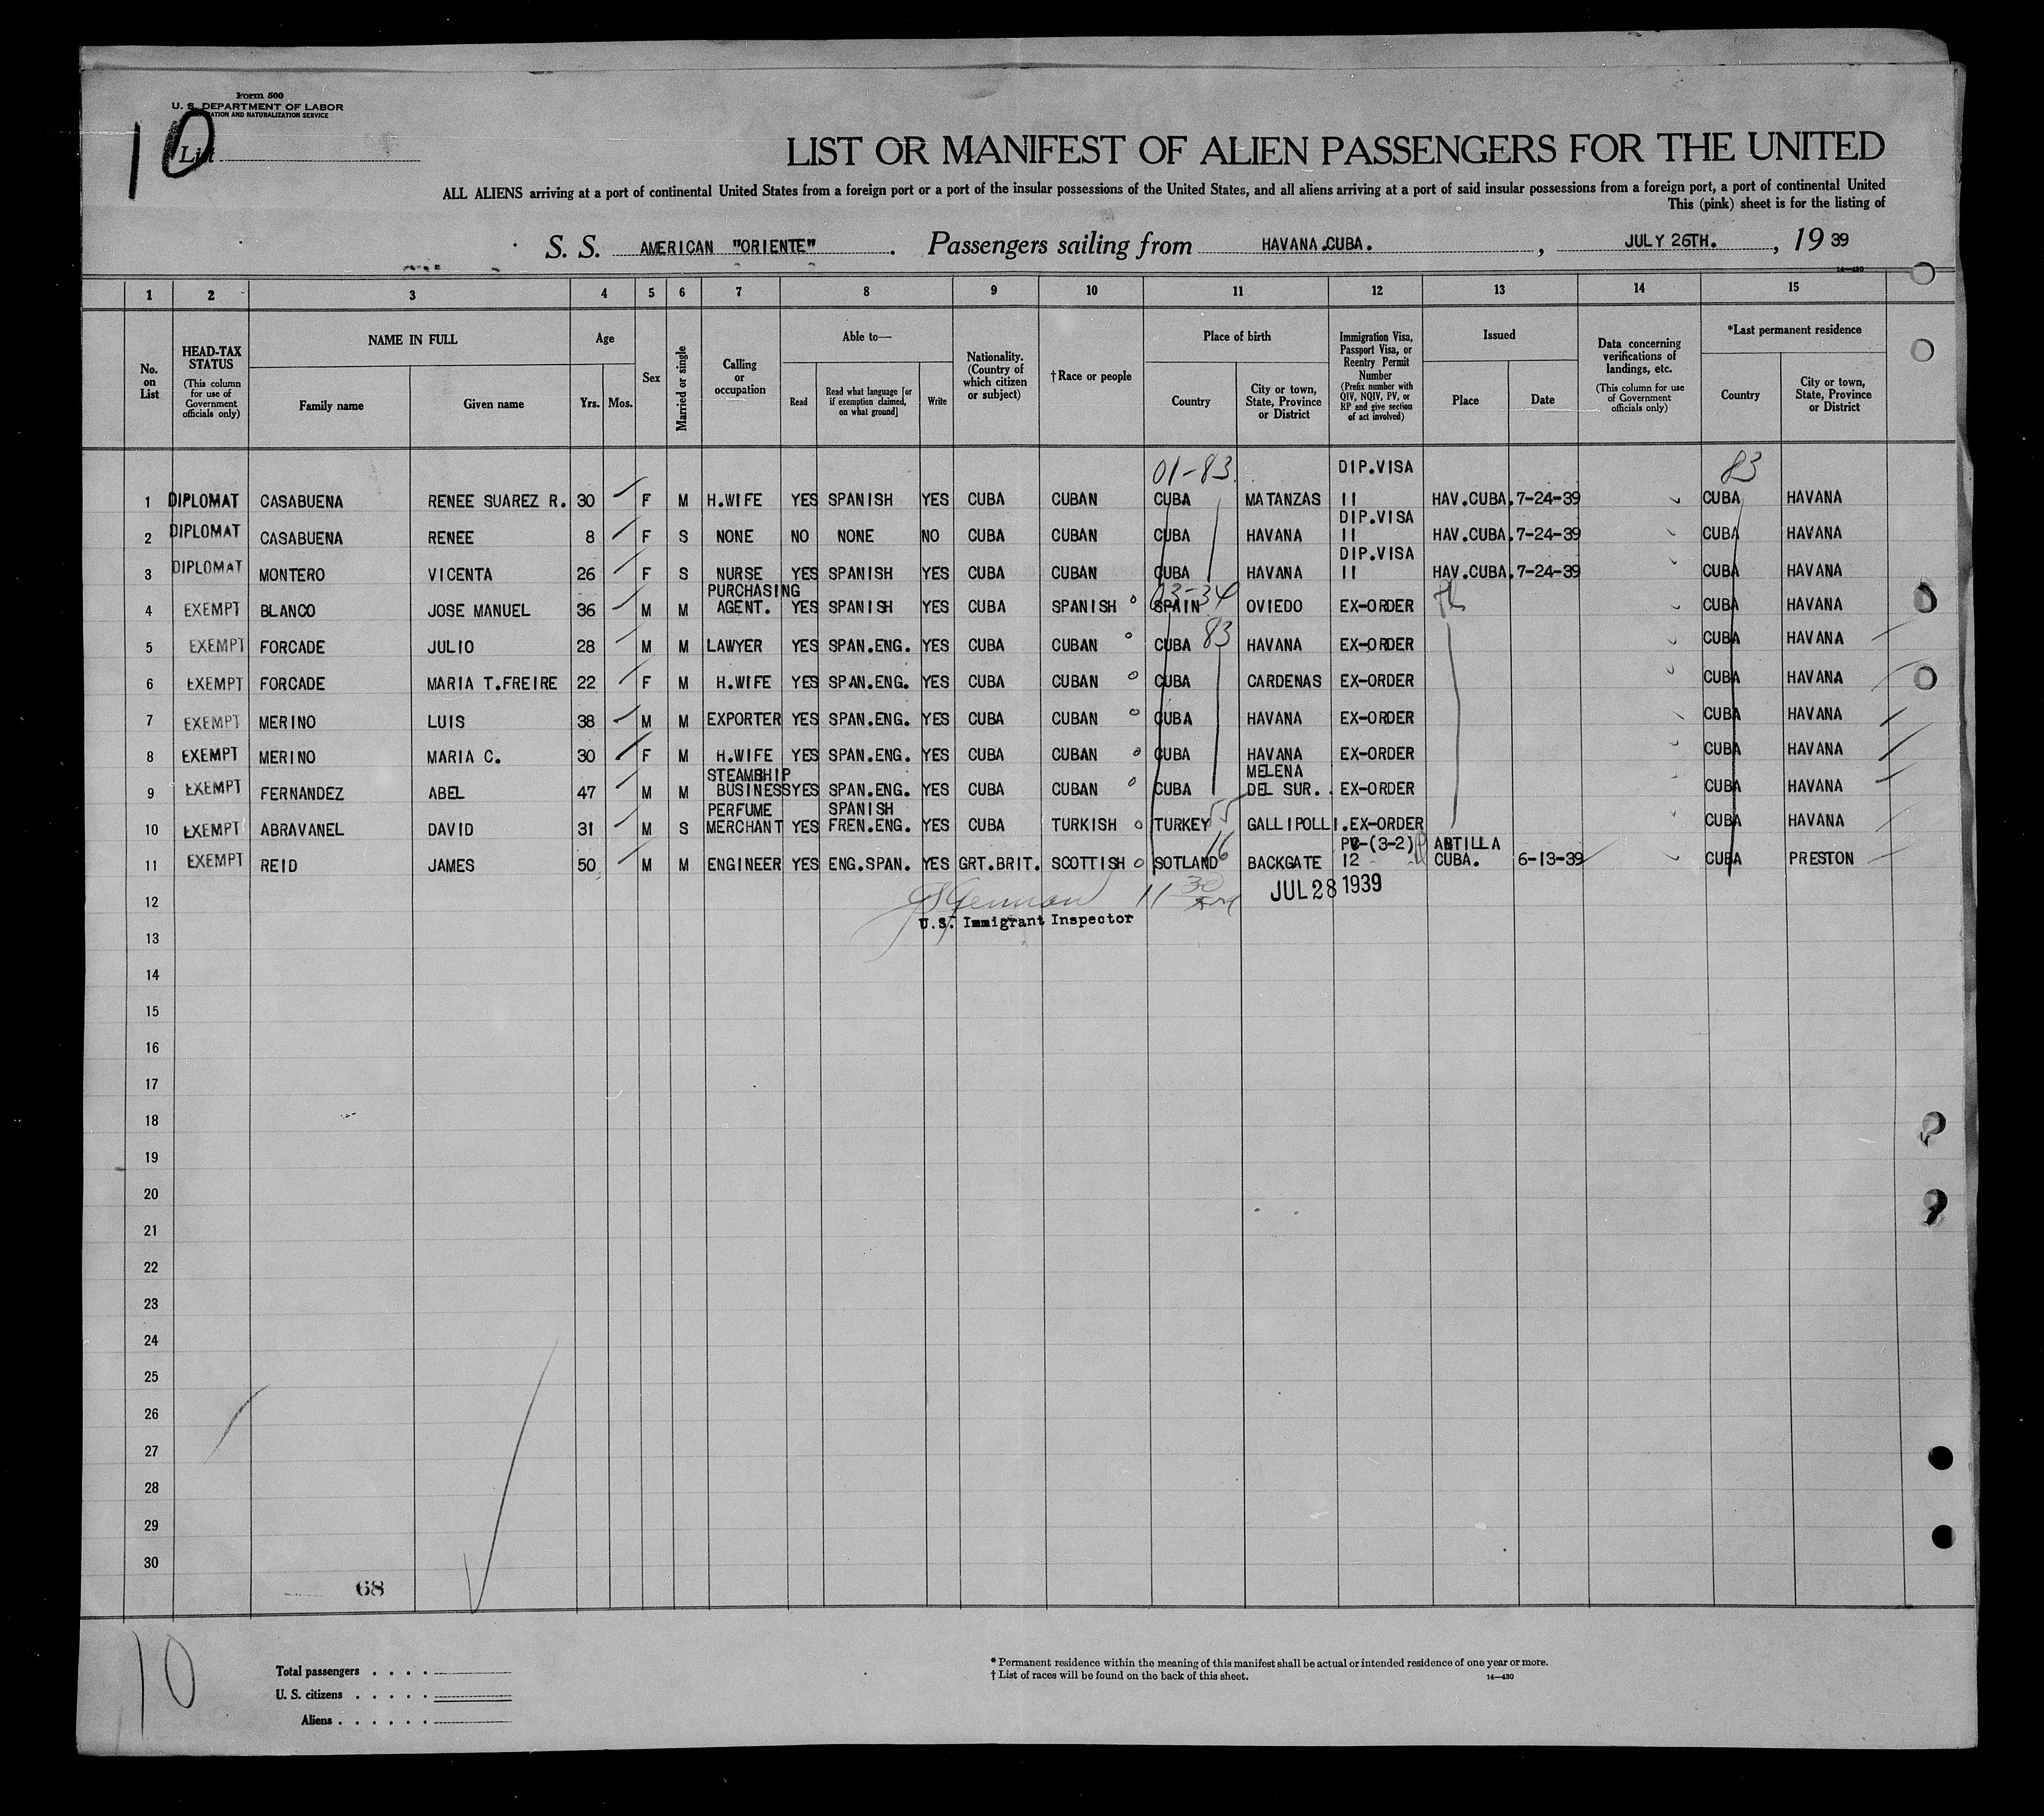 Form 500
U. S. DEPARTMENT OF LABOR
NATURALIZATION SERVICE
10
List
LIST OR MANIFEST OF ALIEN PASSENGERS FOR THE UNITED
ALL ALIENS arriving at a port of continental United States from a foreign port or a port of the insular possessions of the United States, and all aliens arriving at a port of said insular possessions from a foreign port, a port of continental United
This (pink) sheet is for the listing of
S. S. AMERICAN "ORIENTE". Passengers sailing from HAVANA.CUBA. , JULY 26TH. , 19 39
14—430
1 2 3 4 5 6 7 8 9 10 11 12 13 14 15
No. on List
HEAD-TAX STATUS (This column for use of Government officials only)
NAME IN FULL
Family name Given name
Age
Yrs. Mos.
Sex
Married or single
Calling or occupation
Able to—
Read Read what language [or if exemption claimed, on what ground] Write
Nationality. (Country of which citizen or subject)
†Race or people
Place of birth
Country City or town, State, Province or District
Immigration Visa, Passport Visa, or Reentry Permit Number (Prefix number with QIV, NQIV, PV, or RP and give section of act involved)
Issued
Place Date
Data concerning verifications of landings, etc. (This column for use of Government officials only)
*Last permanent residence
Country City or town, State, Province or District
01-83 DIP.VISA 83
1 DIPLOMAT CASABUENA RENEE SUAREZ R. 30 F M H.WIFE YES SPANISH YES CUBA CUBAN CUBA MATANZAS 11 HAV.CUBA. 7-24-39 CUBA HAVANA
DIP.VISA
2 DIPLOMAT CASABUENA RENEE 8 F S NONE NO NONE NO CUBA CUBAN CUBA HAVANA 11 HAV.CUBA. 7-24-39 CUBA HAVANA
DIP.VISA
3 DIPLOMAT MONTERO VICENTA 26 F S NURSE YES SPANISH YES CUBA CUBAN CUBA HAVANA 11 HAV.CUBA. 7-24-39 CUBA HAVANA
PURCHASING 03-34
4 EXEMPT BLANCO JOSE MANUEL 36 M M AGENT. YES SPANISH YES CUBA SPANISH SPAIN OVIEDO EX-ORDER CUBA HAVANA
5 EXEMPT FORCADE JULIO 28 M M LAWYER YES SPAN.ENG. YES CUBA CUBAN CUBA 83 HAVANA EX-ORDER CUBA HAVANA
6 EXEMPT FORCADE MARIA T.FREIRE 22 F M H.WIFE YES SPAN.ENG. YES CUBA CUBAN CUBA CARDENAS EX-ORDER CUBA HAVANA
7 EXEMPT MERINO LUIS 38 M M EXPORTER YES SPAN.ENG. YES CUBA CUBAN CUBA HAVANA EX-ORDER CUBA HAVANA
8 EXEMPT MERINO MARIA C. 30 F M H.WIFE YES SPAN.ENG. YES CUBA CUBAN CUBA HAVANA EX-ORDER CUBA HAVANA
STEAMSHIP MELENA
9 EXEMPT FERNANDEZ ABEL 47 M M BUSINESS YES SPAN.ENG. YES CUBA CUBAN CUBA DEL SUR. EX-ORDER CUBA HAVANA
PERFUME SPANISH
10 EXEMPT ABRAVANEL DAVID 31 M S MERCHANT YES FREN.ENG. YES CUBA TURKISH TURKEY 55 GALLIPOLLI. EX-ORDER CUBA HAVANA
PV-(3-2) ANTILLA
11 EXEMPT REID JAMES 50 M M ENGINEER YES ENG.SPAN. YES GRT.BRIT. SCOTTISH SOTLAND 16 BACKGATE 12 CUBA. 6-13-39 CUBA PRESTON
12 11 30 AM JUL 28 1939
U.S. Immigrant Inspector
13
14
15
16
17
18
19
20
21
22
23
24
25
26
27
28
29
30
68
10
Total passengers
U. S. citizens
Aliens
* Permanent residence within the meaning of this manifest shall be actual or intended residence of one year or more.
† List of races will be found on the back of this sheet.
14—430